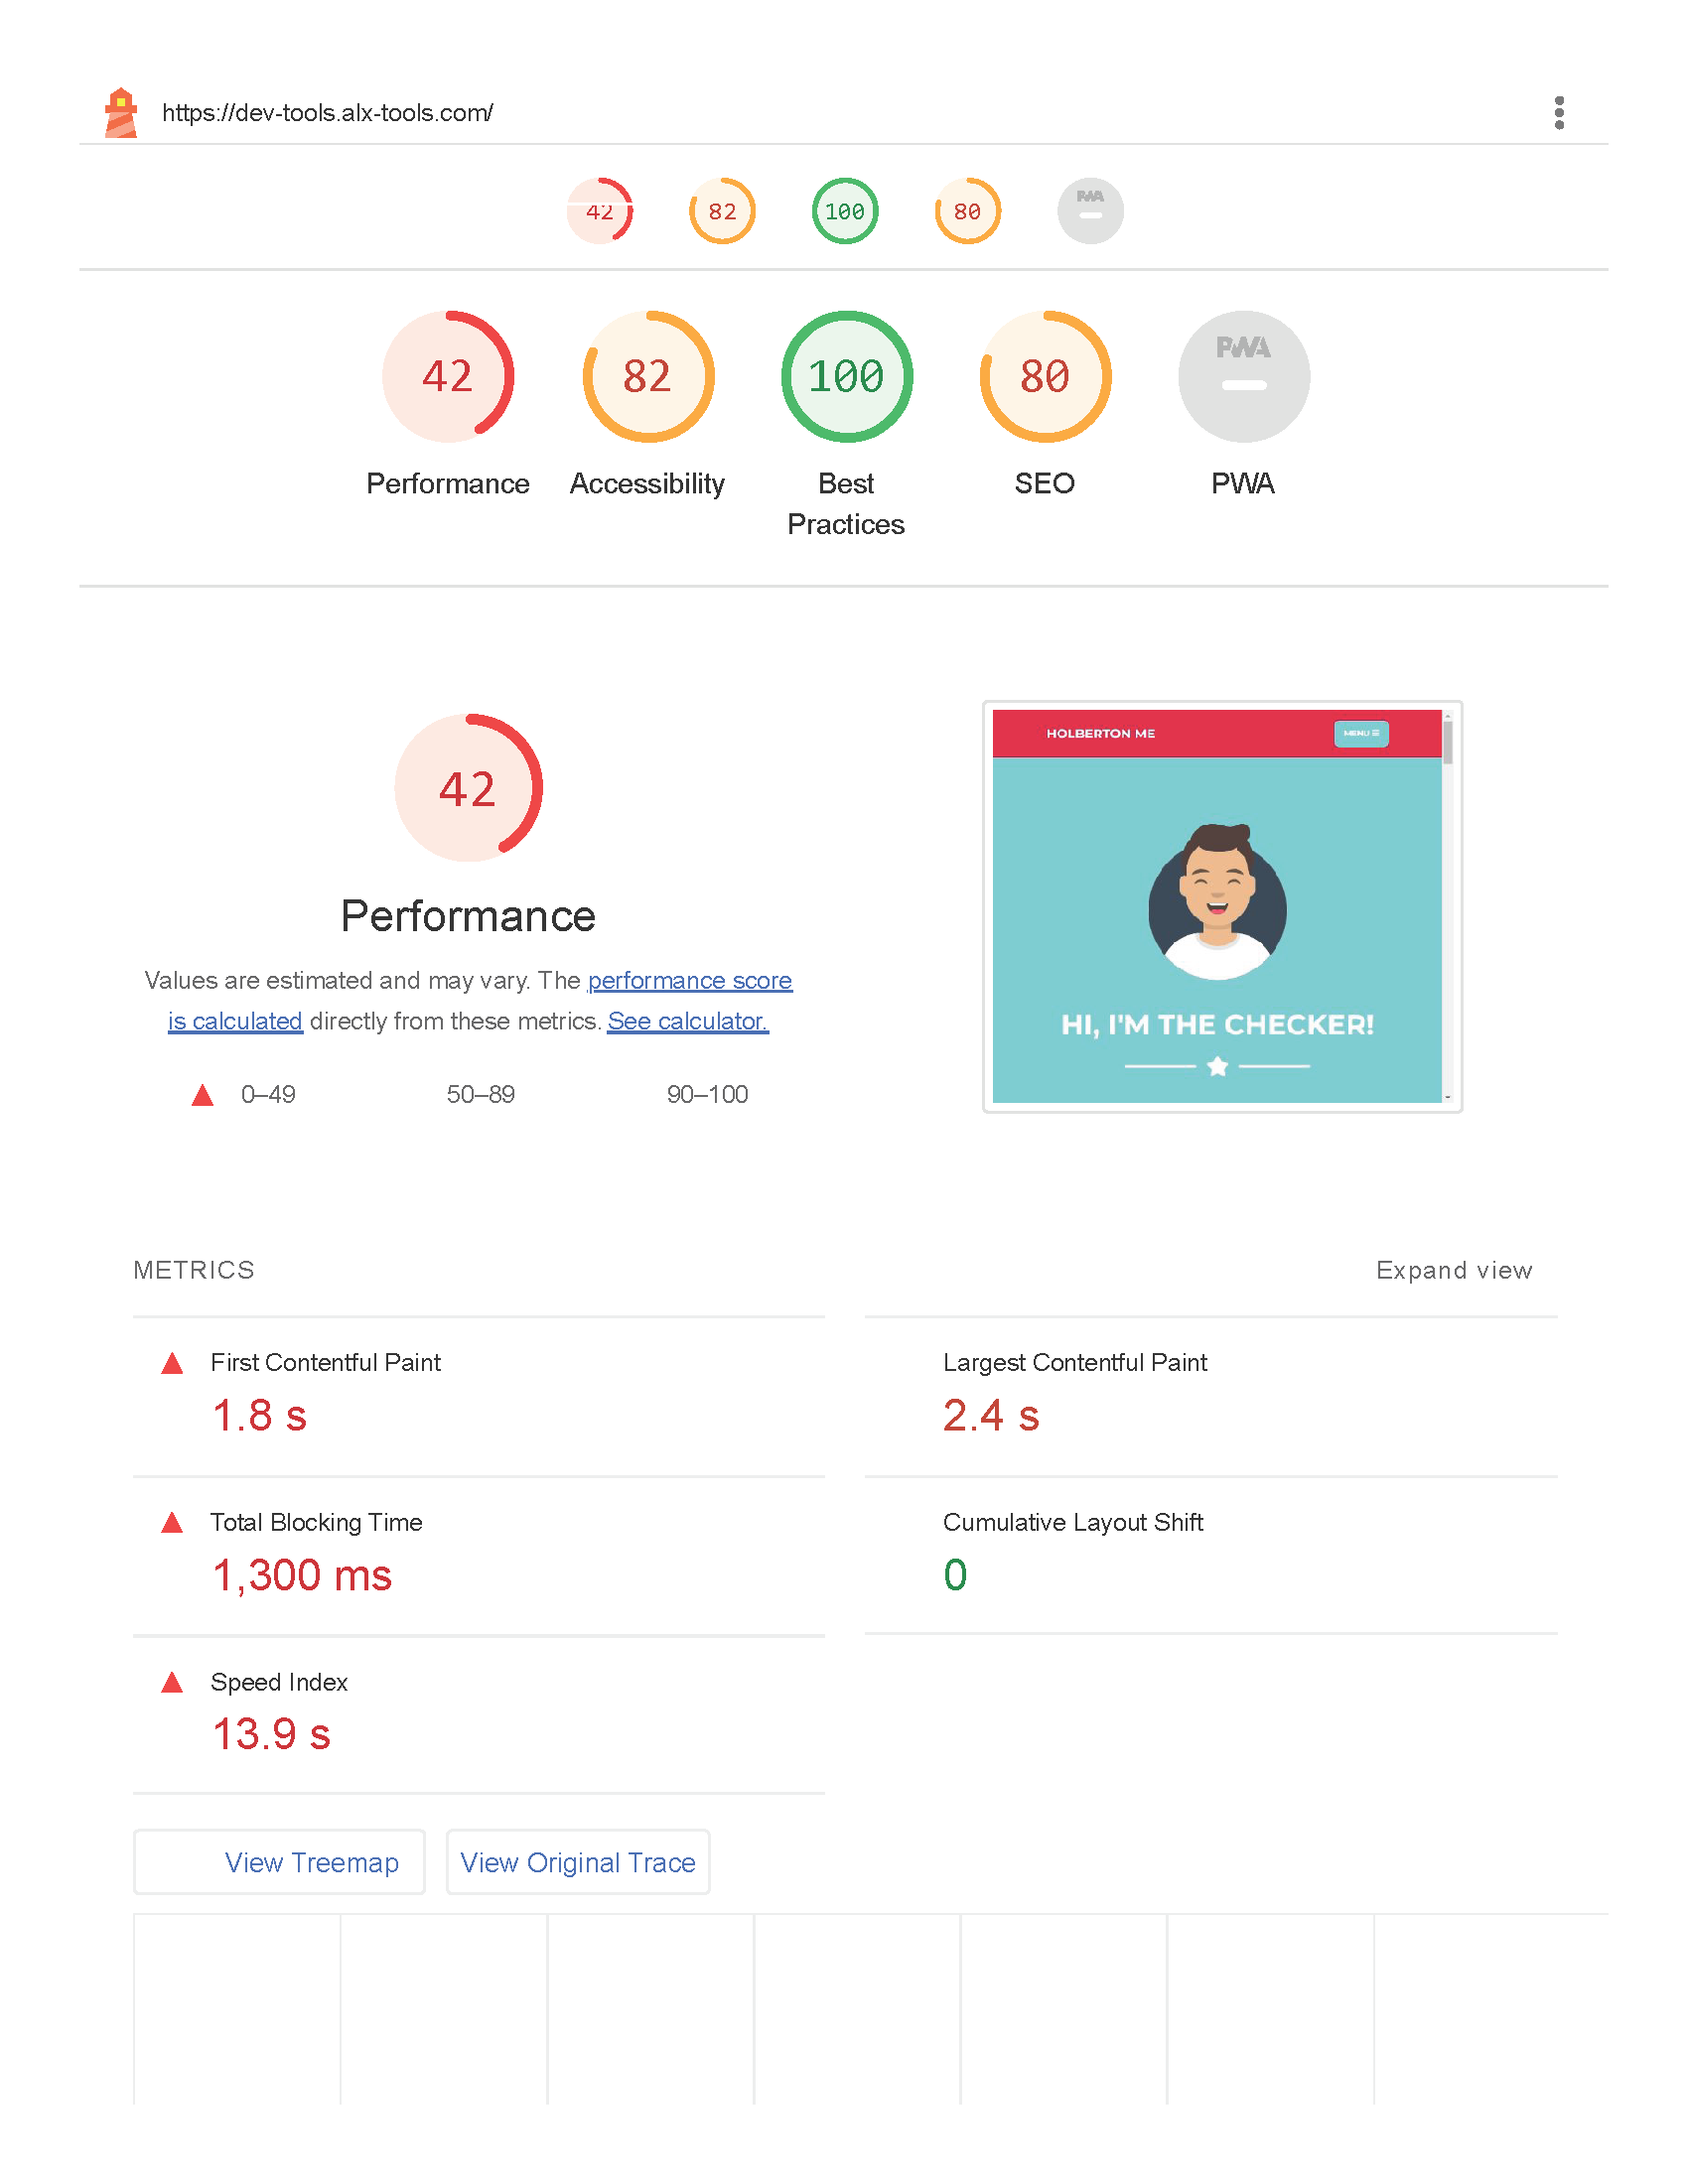 https://dev-tools.alx-tools.com/
42 82 100 80 PWA
42 82 100 80 PWA
Performance Accessibility Best Practices SEO PWA
42
Performance
Values are estimated and may vary. The performance score
is calculated directly from these metrics. See calculator.
0–49 50–89 90–100
HOLBERTON ME MENU
HI, I'M THE CHECKER!
METRICS Expand view
First Contentful Paint Largest Contentful Paint
1.8 s 2.4 s
Total Blocking Time Cumulative Layout Shift
1,300 ms 0
Speed Index
13.9 s
View Treemap View Original Trace